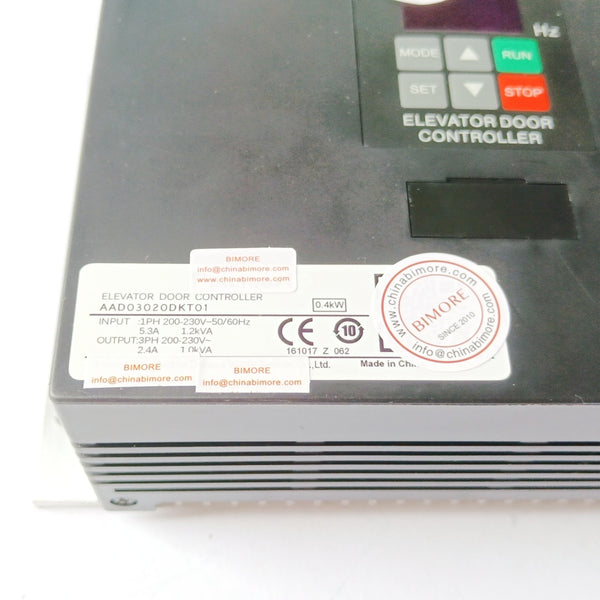 Hz
MODE
RUN
SET
STOP
ELEVATOR DOOR
CONTROLLER
BIMORE
info@chinabimore.com
www.chinabimore.com
ELEVATOR DOOR CONTROLLER
AAD03020DKT01
0.4kW
INPUT :1PH 200-230V~50/60Hz
5.3A 1.2kVA
OUTPUT:3PH 200-230V~
2.4A 1.0kVA
CE
10
161017 Z 062
Made in
Ltd.
BIMORE
info@chinabimore.com
BIMORE
info@chinabimore.com
www.chinabimore.com
BIMORE
SINCE 2010
info@chinabimore.com